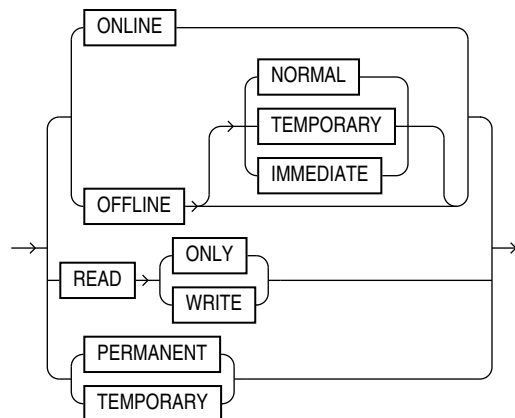 ONLINE
NORMAL
TEMPORARY
IMMEDIATE
OFFLINE
READ
ONLY
WRITE
PERMANENT
TEMPORARY